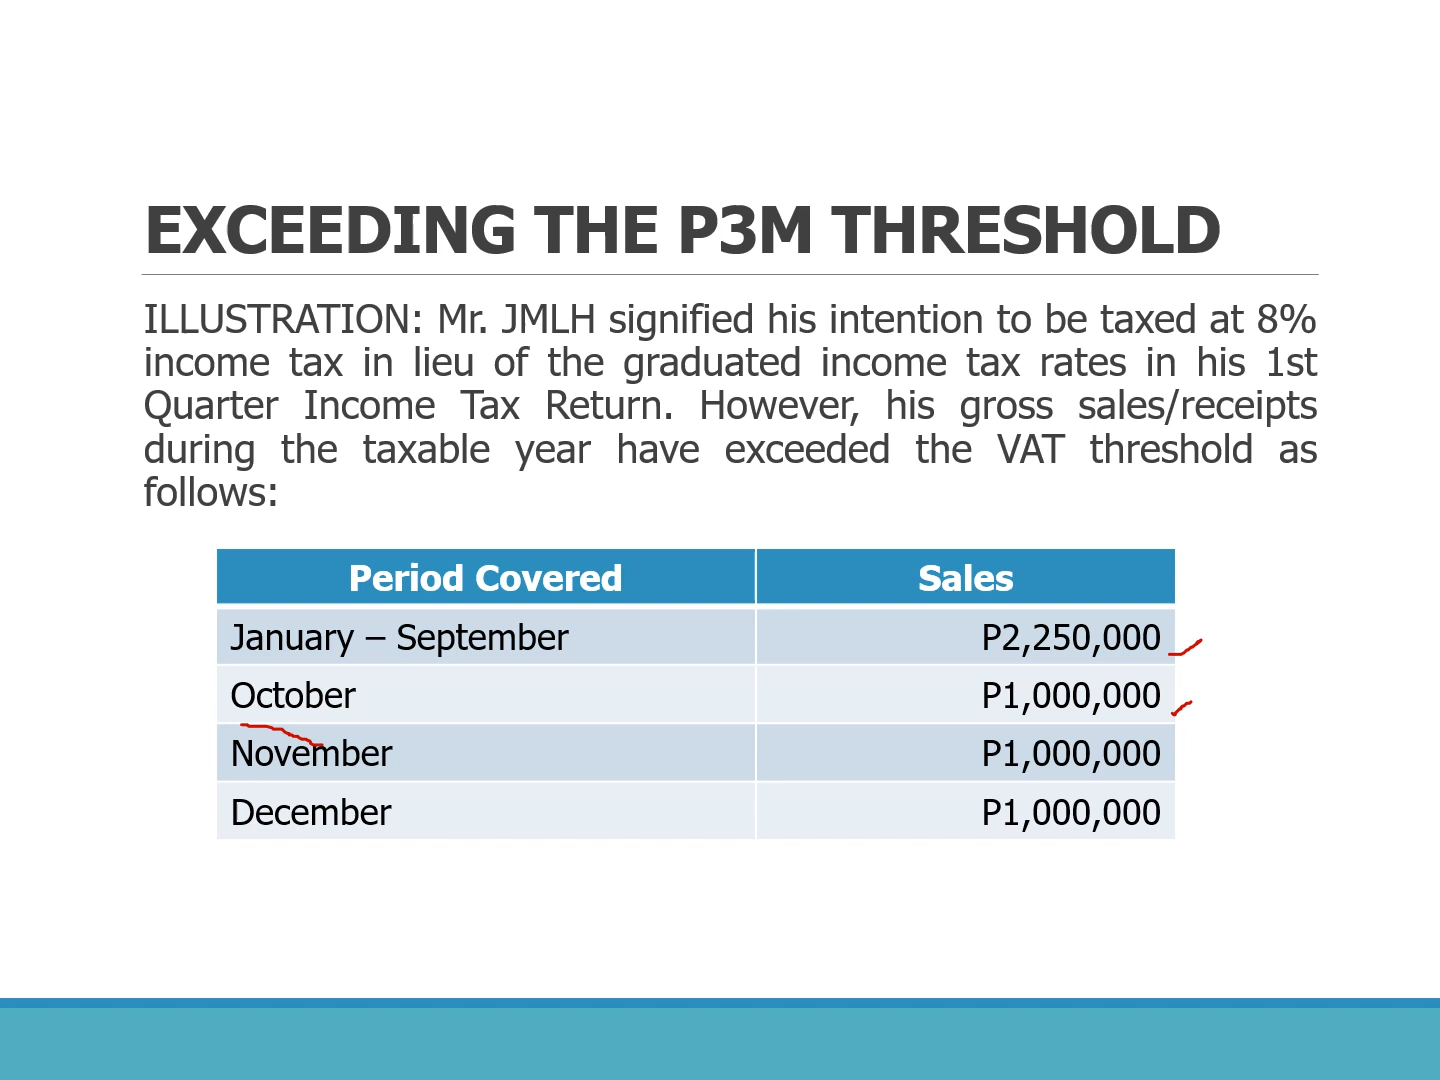 EXCEEDING THE P3M THRESHOLD
ILLUSTRATION: Mr. JMLH signified his intention to be taxed at 8%
income tax in lieu of the graduated income tax rates in his 1st
Quarter Income Tax Return. However, his gross sales/receipts
during the taxable year have exceeded the VAT threshold as
follows:
Period Covered Sales
January – September P2,250,000
October P1,000,000
November P1,000,000
December P1,000,000